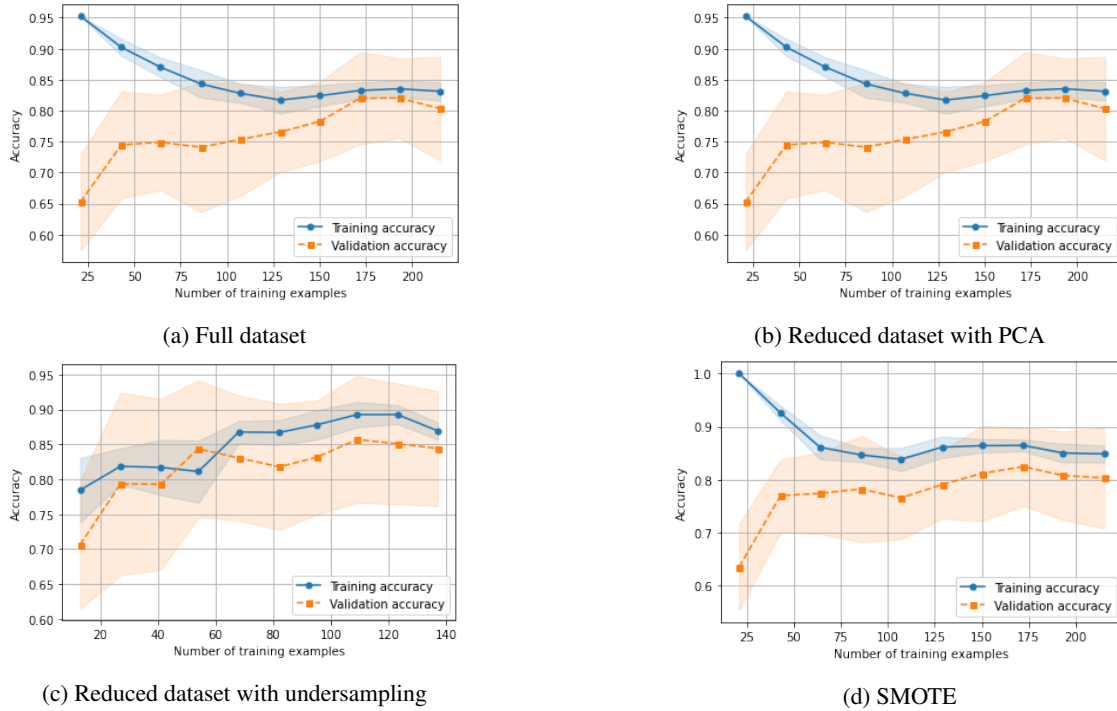 0.95
0.90
0.85
0.80
0.75
0.70
0.65
0.60
Accuracy
Training accuracy
Validation accuracy
25 50 75 100 125 150 175 200
Number of training examples
(a) Full dataset
0.95
0.90
0.85
0.80
0.75
0.70
0.65
0.60
Accuracy
Training accuracy
Validation accuracy
25 50 75 100 125 150 175 200
Number of training examples
(b) Reduced dataset with PCA
0.95
0.90
0.85
0.80
0.75
0.70
0.65
0.60
Accuracy
Training accuracy
Validation accuracy
20 40 60 80 100 120 140
Number of training examples
(c) Reduced dataset with undersampling
1.0
0.9
0.8
0.7
0.6
Accuracy
Training accuracy
Validation accuracy
25 50 75 100 125 150 175 200
Number of training examples
(d) SMOTE